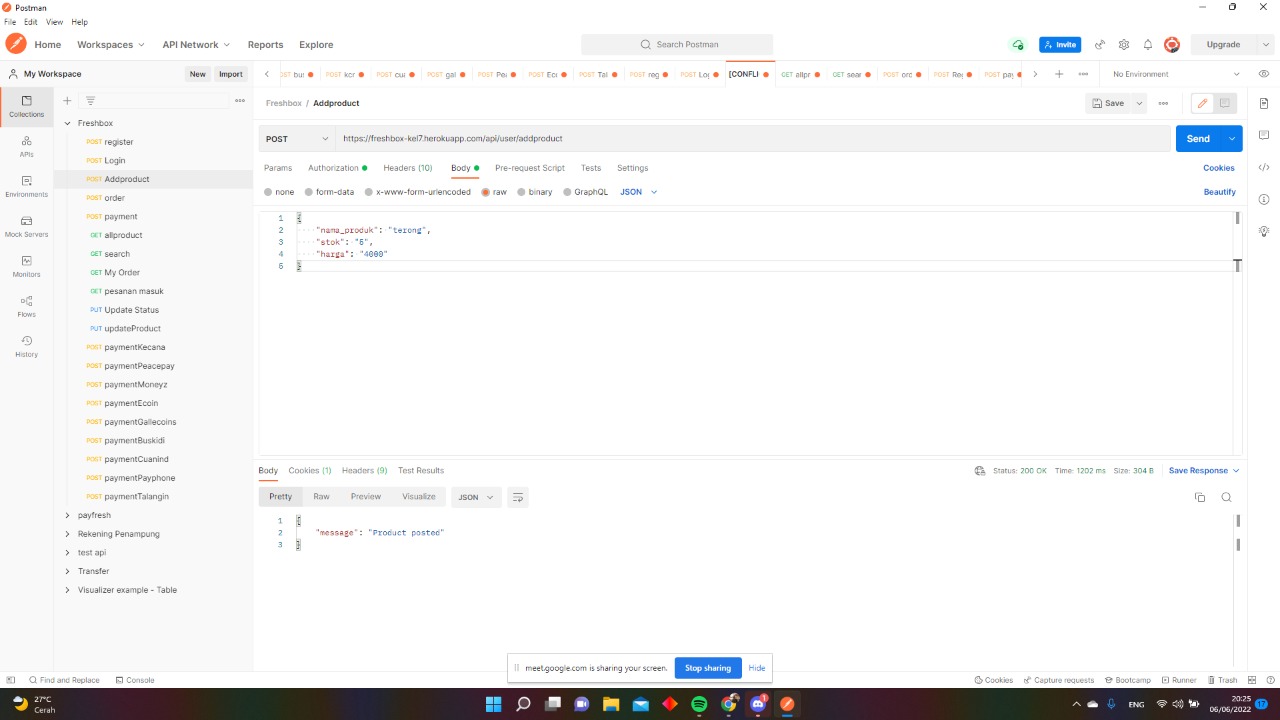 Postman
File Edit View Help
Home Workspaces API Network Reports Explore Search Postman Invite Upgrade
My Workspace New Import
POST kor POST cu POST gal POST Pe POST Ec POST Tal POST reg POST Lo [CONFLI GET allpr GET sear POST ord POST Re POST pay No Environment
Collections
APIs
Environments
Mock Servers
Monitors
Flows
History
Freshbox
POST register
POST Login
POST Addproduct
POST order
POST payment
GET allproduct
GET search
GET My Order
GET pesanan masuk
PUT Update Status
PUT updateProduct
POST paymentKecana
POST paymentPeacepay
POST paymentMoneyz
POST paymentEcoin
POST paymentGallecoins
POST paymentBuskidi
POST paymentCuanind
POST paymentPayphone
POST paymentTalangin
payfresh
Rekening Penampung
test api
Transfer
Visualizer example - Table
Freshbox / Addproduct Save
POST https://freshbox-kel7.herokuapp.com/api/user/addproduct Send
Params Authorization Headers (10) Body Pre-request Script Tests Settings Cookies
none form-data x-www-form-urlencoded raw binary GraphQL JSON Beautify
1 {
2 "nama_produk": "terong",
3 "stok": "5",
4 "harga": "4000"
5 }
Body Cookies (1) Headers (9) Test Results Status: 200 OK Time: 1202 ms Size: 304 B Save Response
Pretty Raw Preview Visualize JSON
1 {
2 "message": "Product posted"
3 }
meet.google.com is sharing your screen. Stop sharing Hide
Find and Replace Console Cookies Capture requests Bootcamp Runner Trash
27°C
Cerah
20:25
06/06/2022